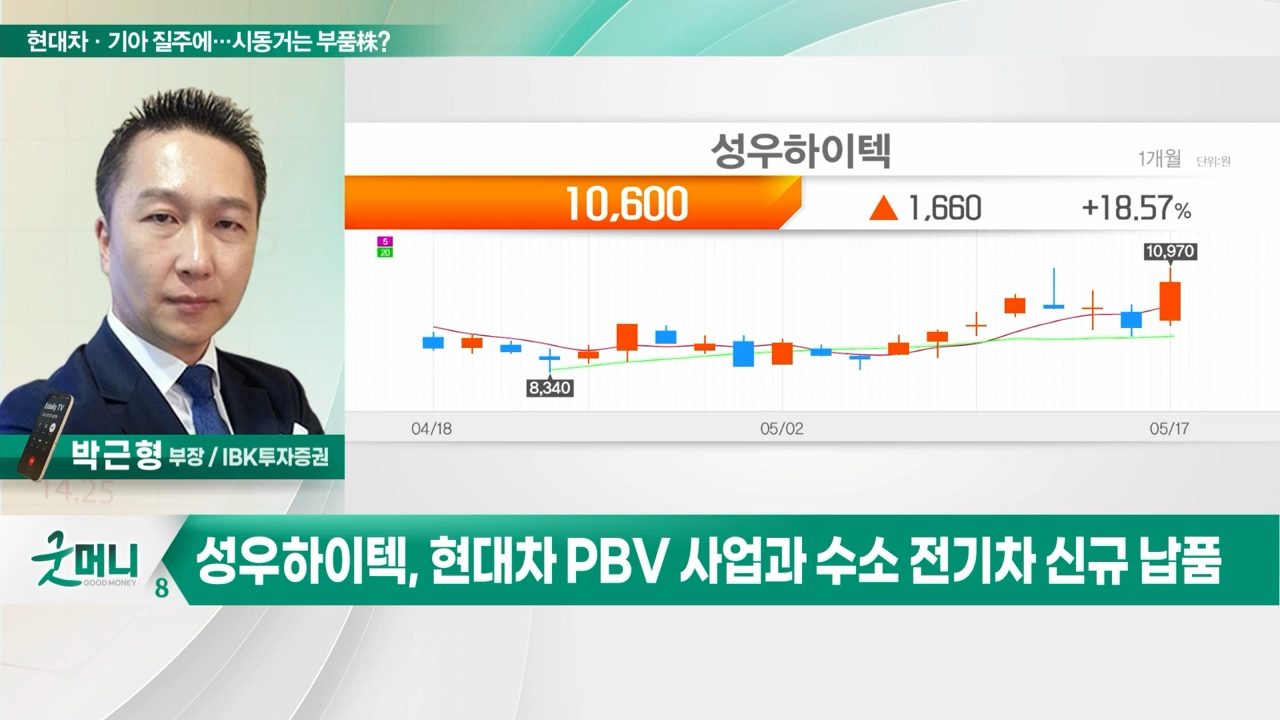 현대차·기아 질주에…시동거는 부품株?
성우하이텍
1개월 단위:원
10,600 ▲ 1,660 +18.57%
5
20
10,970
8,340
04/18 05/02 05/17
Edaily TV
박근형 부장 / IBK투자증권
14.25
굿머니
GOOD MONEY
8
성우하이텍, 현대차 PBV 사업과 수소 전기차 신규 납품